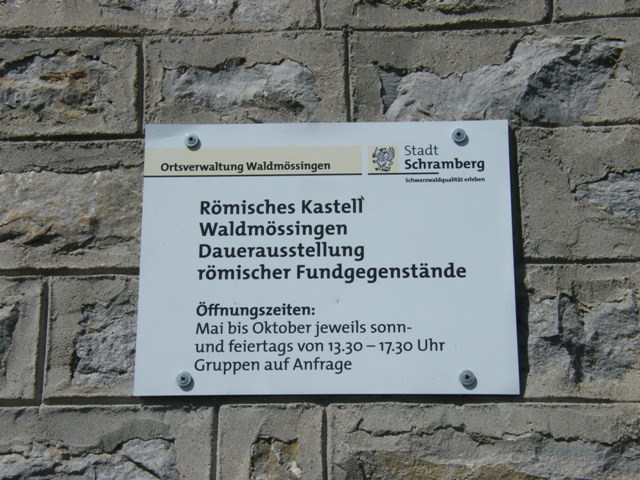 Ortsverwaltung Waldmössingen
Stadt
Schramberg
Schwarzwaldqualität erleben
Römisches Kastell
Waldmössingen
Dauerausstellung
römischer Fundgegenstände
Öffnungszeiten:
Mai bis Oktober jeweils sonn-
und feiertags von 13.30 – 17.30 Uhr
Gruppen auf Anfrage